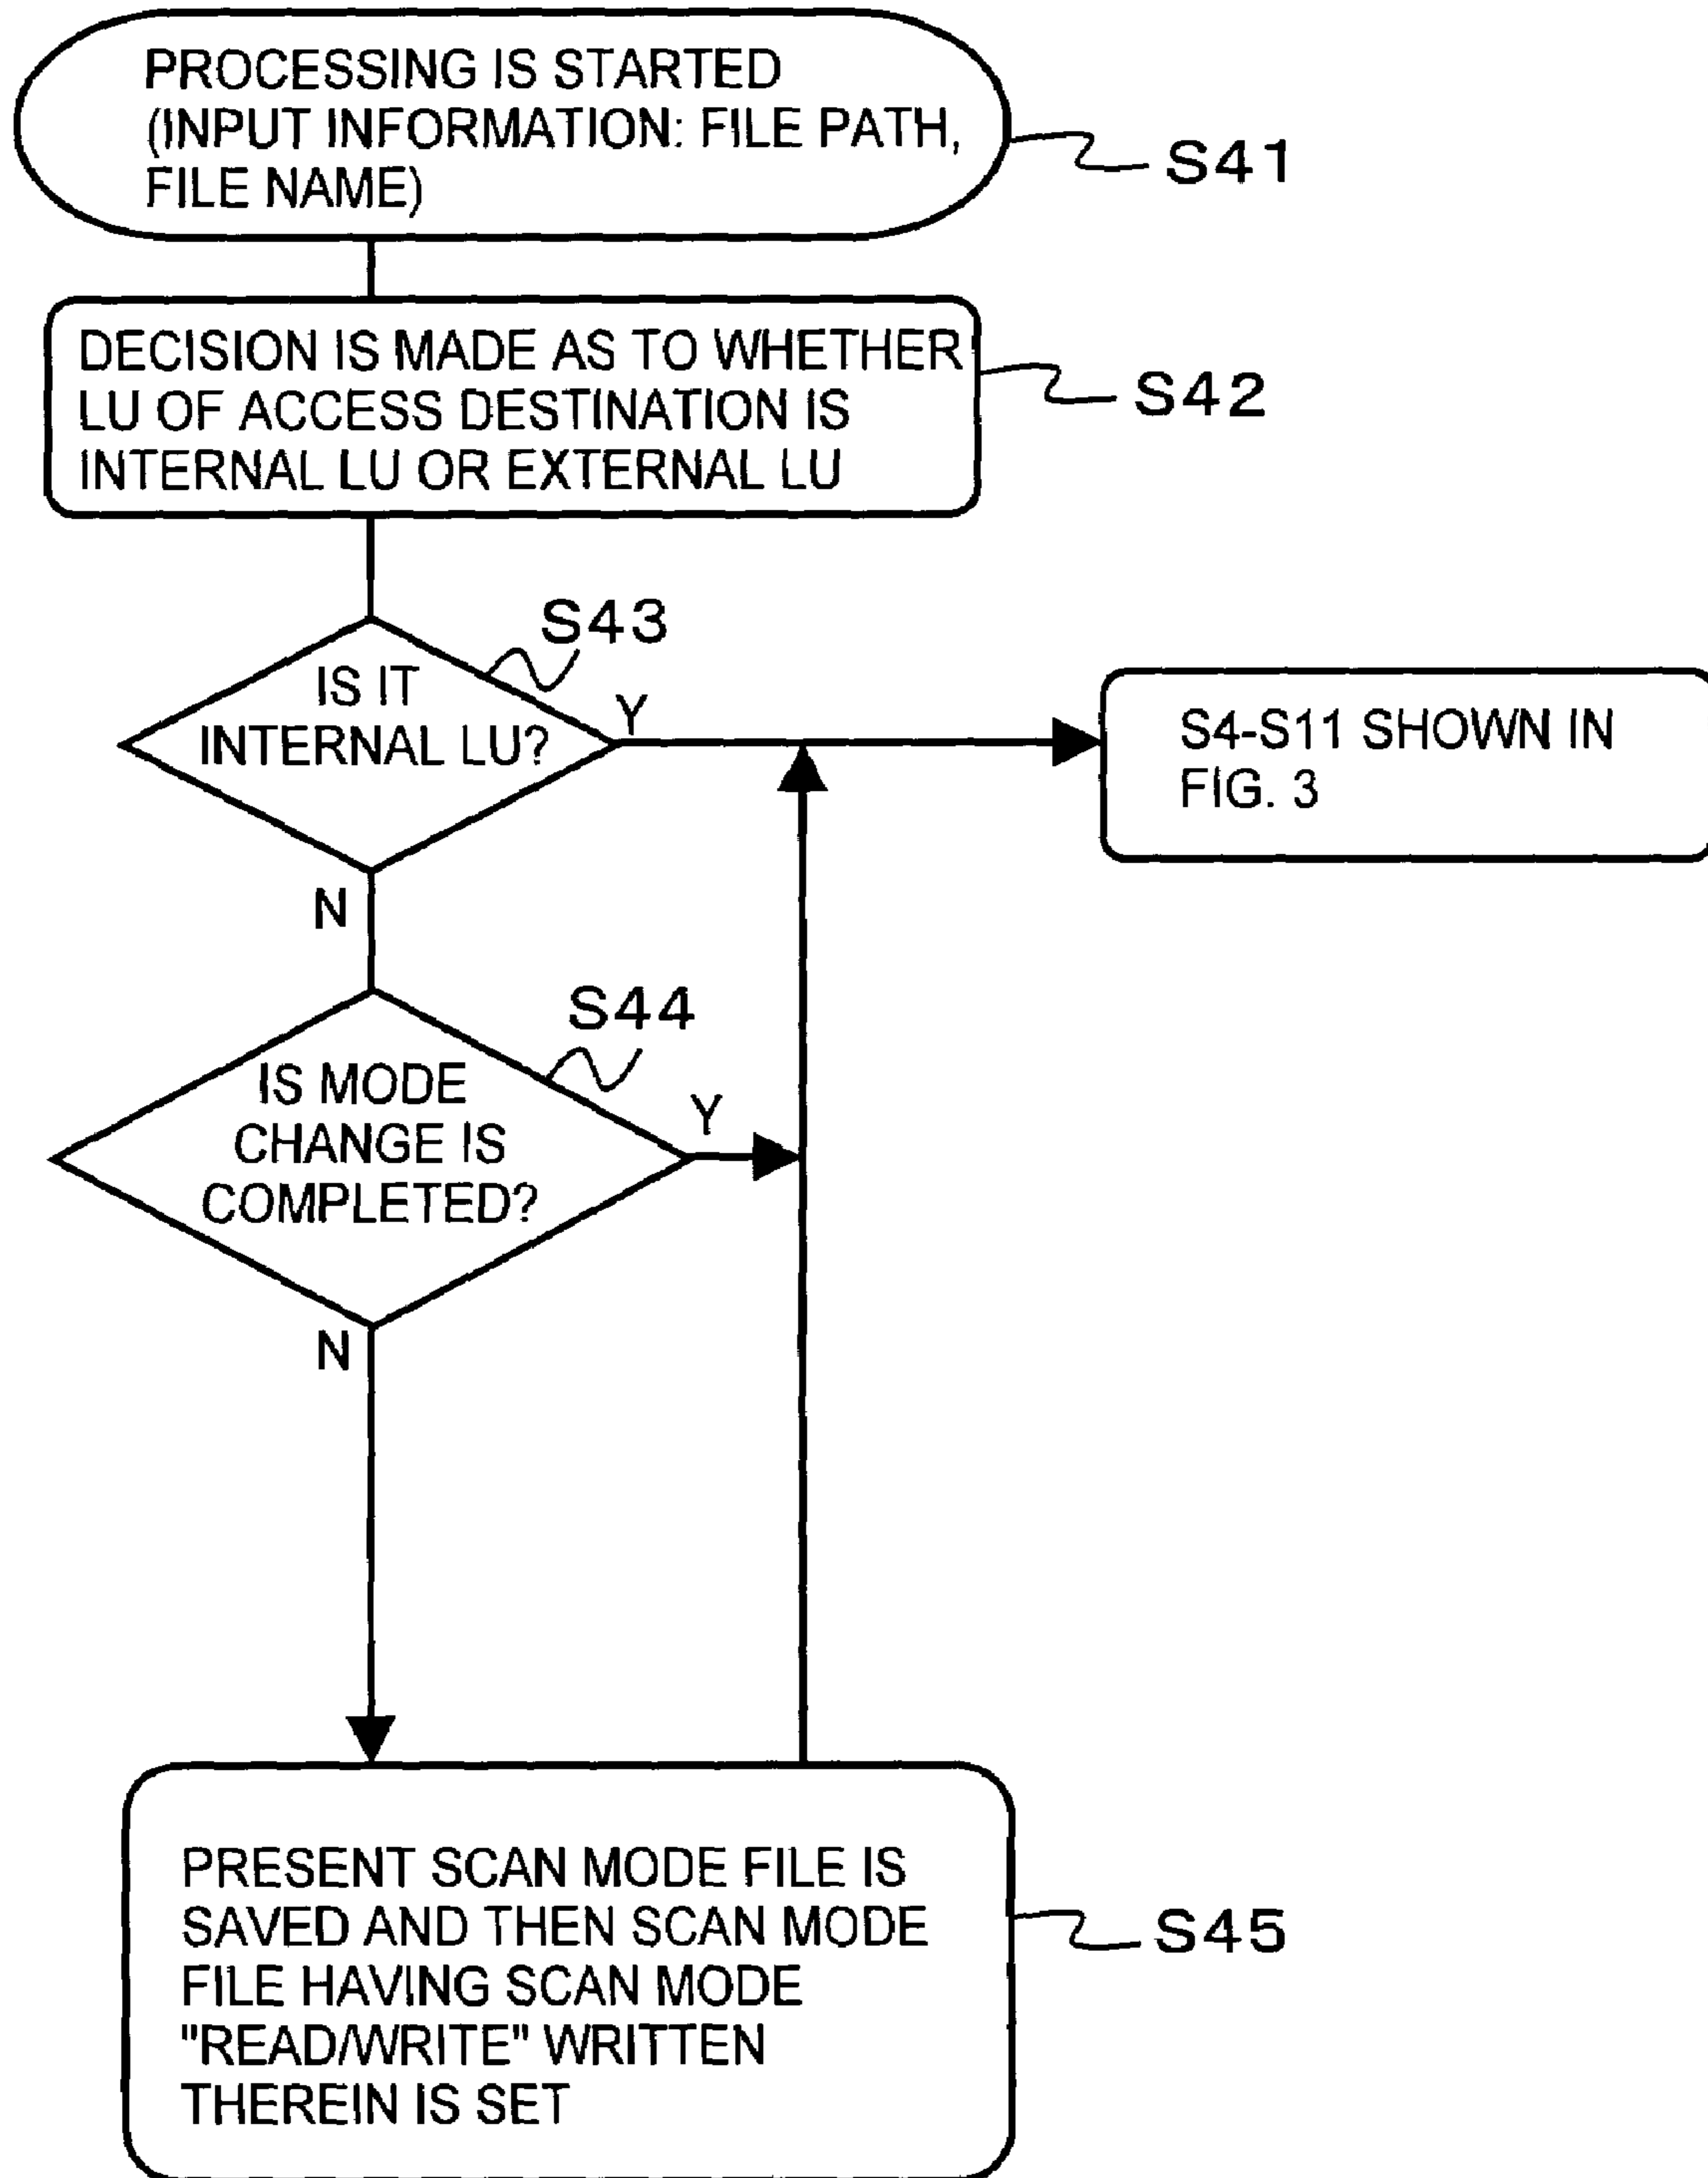 PROCESSING IS STARTED
(INPUT INFORMATION: FILE PATH,
FILE NAME)
S41
DECISION IS MADE AS TO WHETHER
LU OF ACCESS DESTINATION IS
INTERNAL LU OR EXTERNAL LU
S42
S43
IS IT
INTERNAL LU?
Y
N
S4-S11 SHOWN IN
FIG. 3
S44
IS MODE
CHANGE IS
COMPLETED?
Y
N
PRESENT SCAN MODE FILE IS
SAVED AND THEN SCAN MODE
FILE HAVING SCAN MODE
"READ/WRITE" WRITTEN
THEREIN IS SET
S45